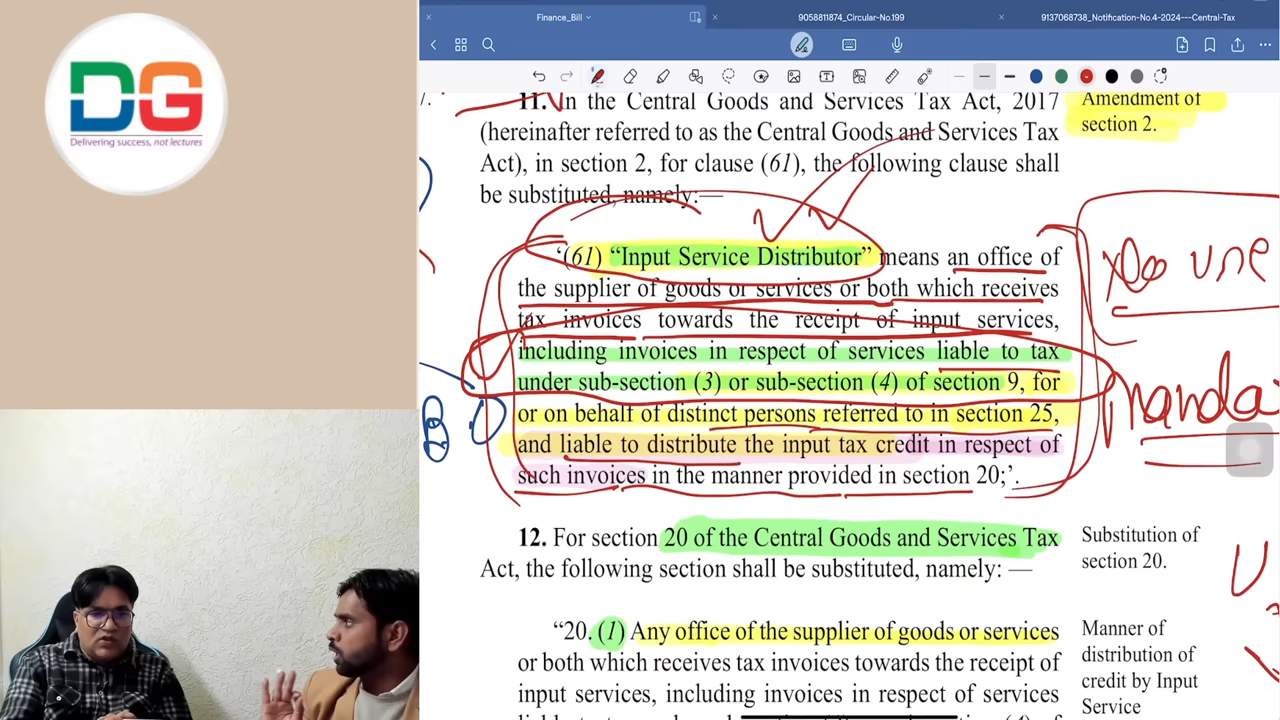 Finance_Bill
9058811874_Circular-No.199
9137068738_Notification-No.4-2024---Central-Tax
DG
Delivering success, not lectures
11. In the Central Goods and Services Tax Act, 2017
(hereinafter referred to as the Central Goods and Services Tax
Act), in section 2, for clause (61), the following clause shall
be substituted, namely:—
Amendment of
section 2.
‘(61) “Input Service Distributor” means an office of
the supplier of goods or services or both which receives
tax invoices towards the receipt of input services,
including invoices in respect of services liable to tax
under sub-section (3) or sub-section (4) of section 9, for
or on behalf of distinct persons referred to in section 25,
and liable to distribute the input tax credit in respect of
such invoices in the manner provided in section 20;’.
12. For section 20 of the Central Goods and Services Tax
Act, the following section shall be substituted, namely: —
Substitution of
section 20.
“20. (1) Any office of the supplier of goods or services
or both which receives tax invoices towards the receipt of
input services, including invoices in respect of services
Manner of
distribution of
credit by Input
Service